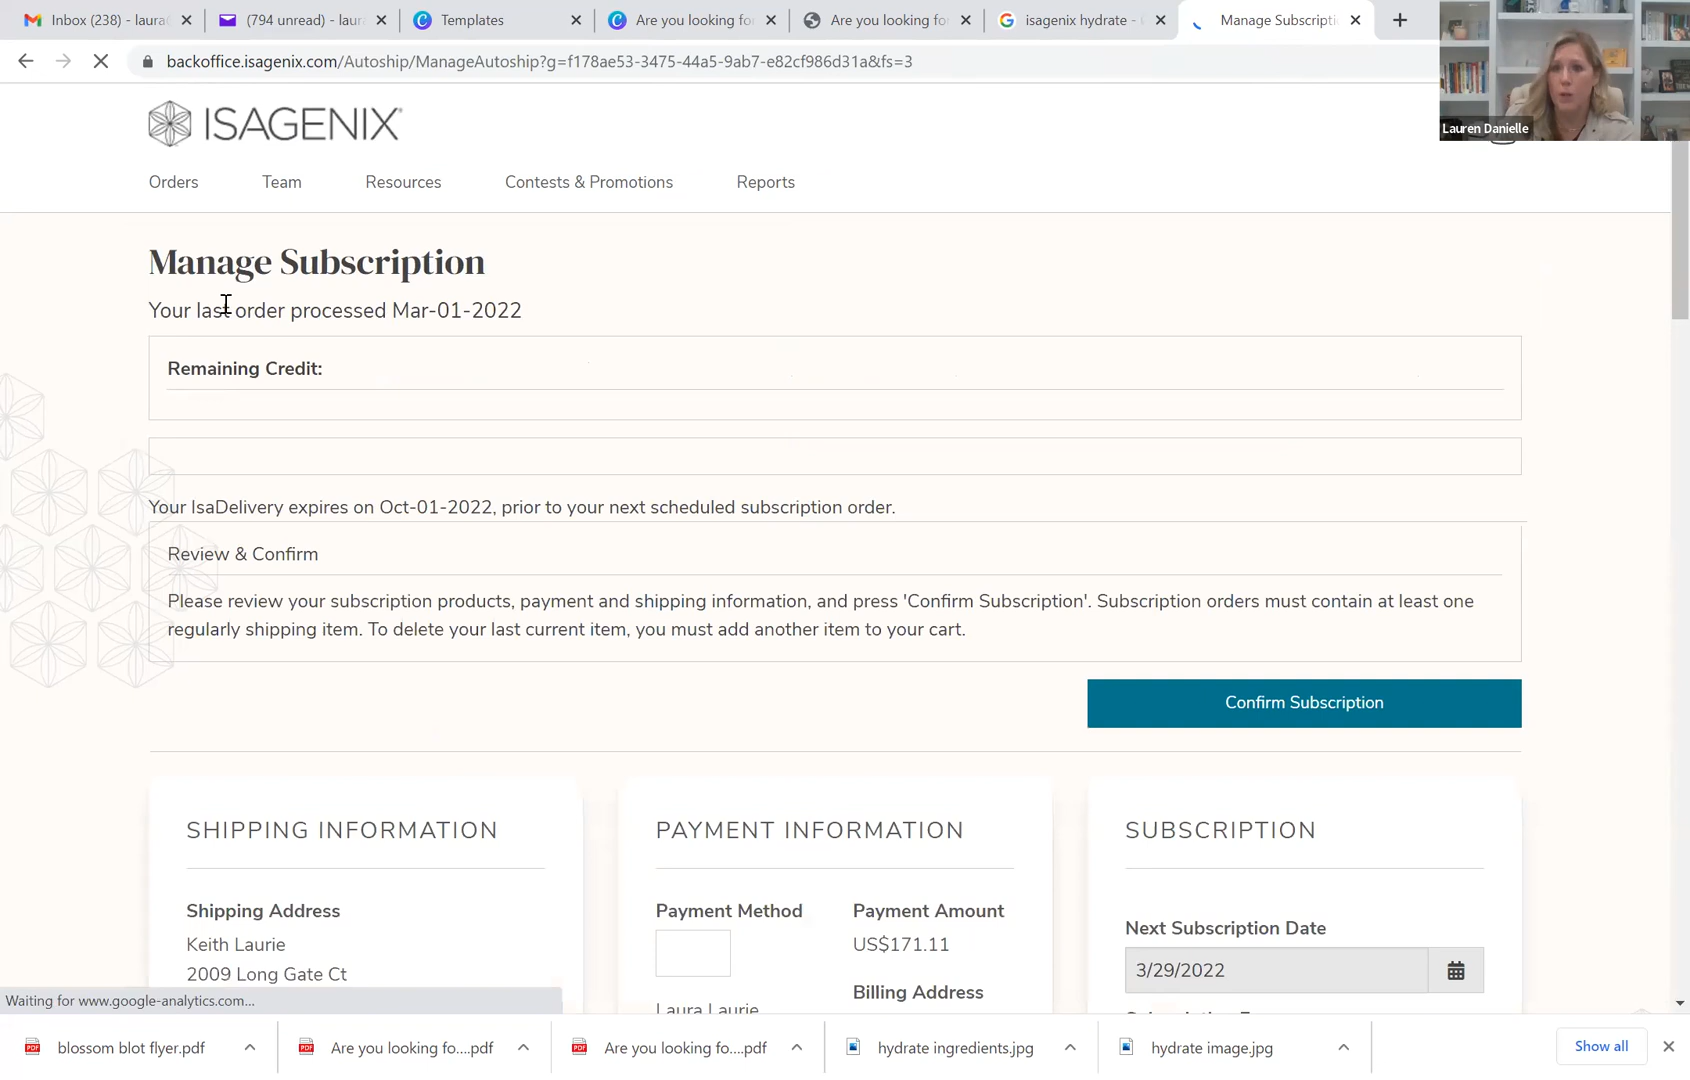 Inbox (238) - laura
(794 unread) - laur
Templates
Are you looking fo
Are you looking fo
isagenix hydrate -
Manage Subscripti
backoffice.isagenix.com/Autoship/ManageAutoship?g=f178ae53-3475-44a5-9ab7-e82cf986d31a&fs=3
Lauren Danielle
ISAGENIX
Orders
Team
Resources
Contests & Promotions
Reports
Manage Subscription
Your last order processed Mar-01-2022
Remaining Credit:
Your IsaDelivery expires on Oct-01-2022, prior to your next scheduled subscription order.
Review & Confirm
Please review your subscription products, payment and shipping information, and press 'Confirm Subscription'. Subscription orders must contain at least one
regularly shipping item. To delete your last current item, you must add another item to your cart.
Confirm Subscription
SHIPPING INFORMATION
Shipping Address
Keith Laurie
2009 Long Gate Ct
PAYMENT INFORMATION
Payment Method
Laura Laurie
Payment Amount
US$171.11
Billing Address
SUBSCRIPTION
Next Subscription Date
3/29/2022
Waiting for www.google-analytics.com...
blossom blot flyer.pdf
Are you looking fo....pdf
Are you looking fo....pdf
hydrate ingredients.jpg
hydrate image.jpg
Show all